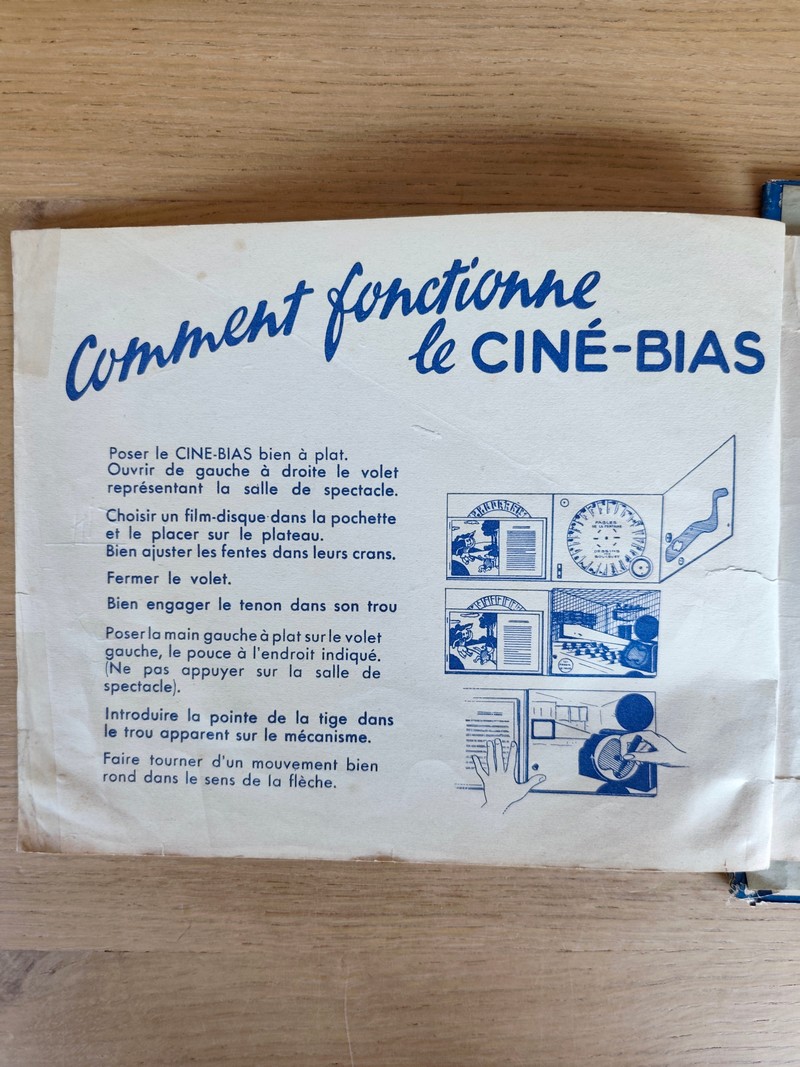 Comment fonctionne
le CINÉ-BIAS
Poser le CINE-BIAS bien à plat.
Ouvrir de gauche à droite le volet
représentant la salle de spectacle.
Choisir un film-disque dans la pochette
et le placer sur le plateau.
Bien ajuster les fentes dans leurs crans.
Fermer le volet.
Bien engager le tenon dans son trou
Poser la main gauche à plat sur le volet
gauche, le pouce à l'endroit indiqué.
(Ne pas appuyer sur la salle de
spectacle).
Introduire la pointe de la tige dans
le trou apparent sur le mécanisme.
Faire tourner d'un mouvement bien
rond dans le sens de la flèche.
FABLES
DE LA FONTAINE
DESSINS